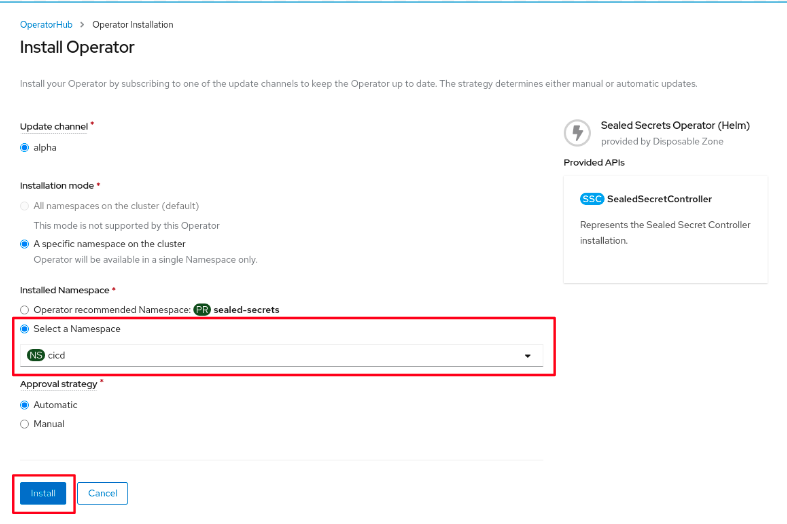 OperatorHub > Operator Installation
Install Operator
Install your Operator by subscribing to one of the update channels to keep the Operator up to date. The strategy determines either manual or automatic updates.
Update channel *
alpha
Installation mode *
All namespaces on the cluster (default)
This mode is not supported by this Operator
A specific namespace on the cluster
Operator will be available in a single Namespace only.
Installed Namespace *
Operator recommended Namespace: PR sealed-secrets
Select a Namespace
NS cicd
Approval strategy *
Automatic
Manual
Install
Cancel
Sealed Secrets Operator (Helm)
provided by Disposable Zone
Provided APIs
SSC SealedSecretController
Represents the Sealed Secret Controller
installation.